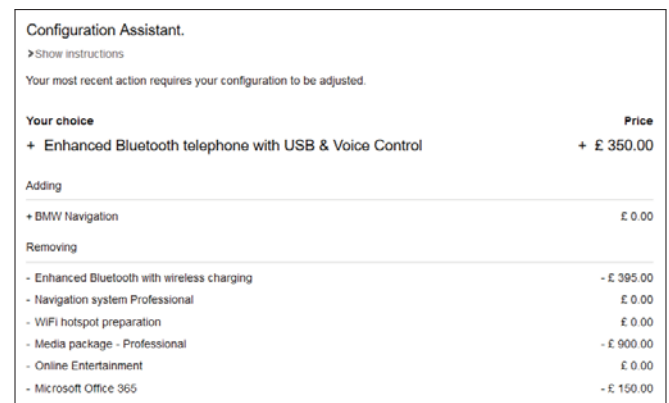 Configuration Assistant.
>Show instructions
Your most recent action requires your configuration to be adjusted.
Your choice Price
+ Enhanced Bluetooth telephone with USB & Voice Control + £ 350.00
Adding
+ BMW Navigation £ 0.00
Removing
- Enhanced Bluetooth with wireless charging - £ 395.00
- Navigation system Professional £ 0.00
- WiFi hotspot preparation £ 0.00
- Media package - Professional - £ 900.00
- Online Entertainment £ 0.00
- Microsoft Office 365 - £ 150.00